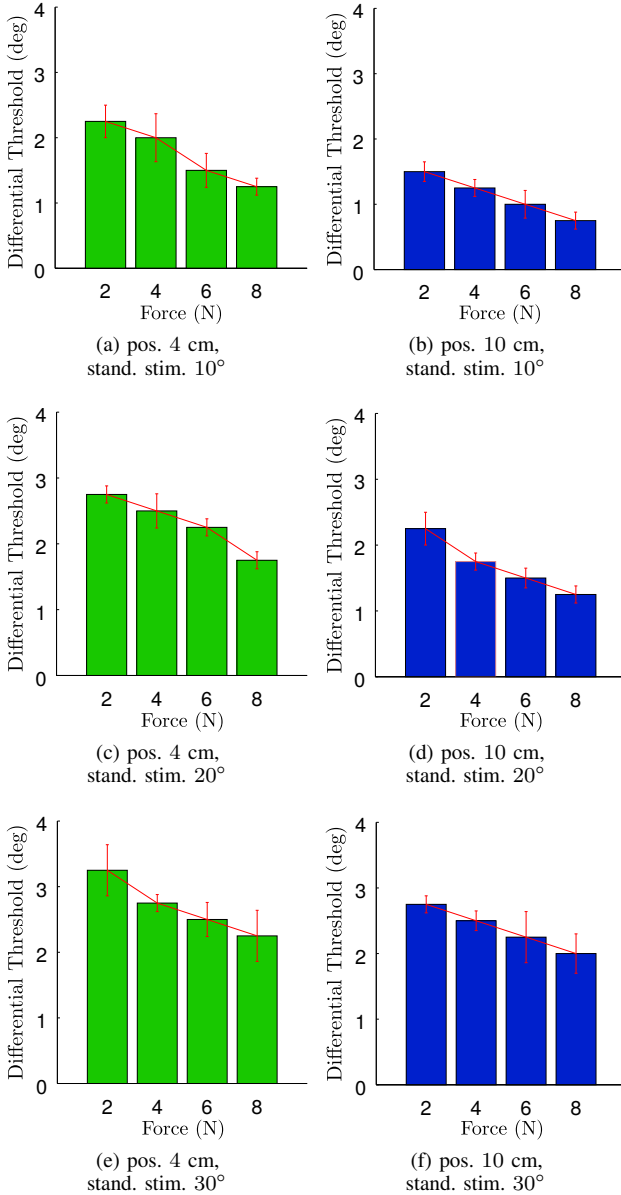 Differential Threshold (deg)
4
3
2
1
0
2 4 6 8
Force (N)
(a) pos. 4 cm,
stand. stim. 10°
Differential Threshold (deg)
4
3
2
1
0
2 4 6 8
Force (N)
(b) pos. 10 cm,
stand. stim. 10°
Differential Threshold (deg)
4
3
2
1
0
2 4 6 8
Force (N)
(c) pos. 4 cm,
stand. stim. 20°
Differential Threshold (deg)
4
3
2
1
0
2 4 6 8
Force (N)
(d) pos. 10 cm,
stand. stim. 20°
Differential Threshold (deg)
4
3
2
1
0
2 4 6 8
Force (N)
(e) pos. 4 cm,
stand. stim. 30°
Differential Threshold (deg)
4
3
2
1
0
2 4 6 8
Force (N)
(f) pos. 10 cm,
stand. stim. 30°